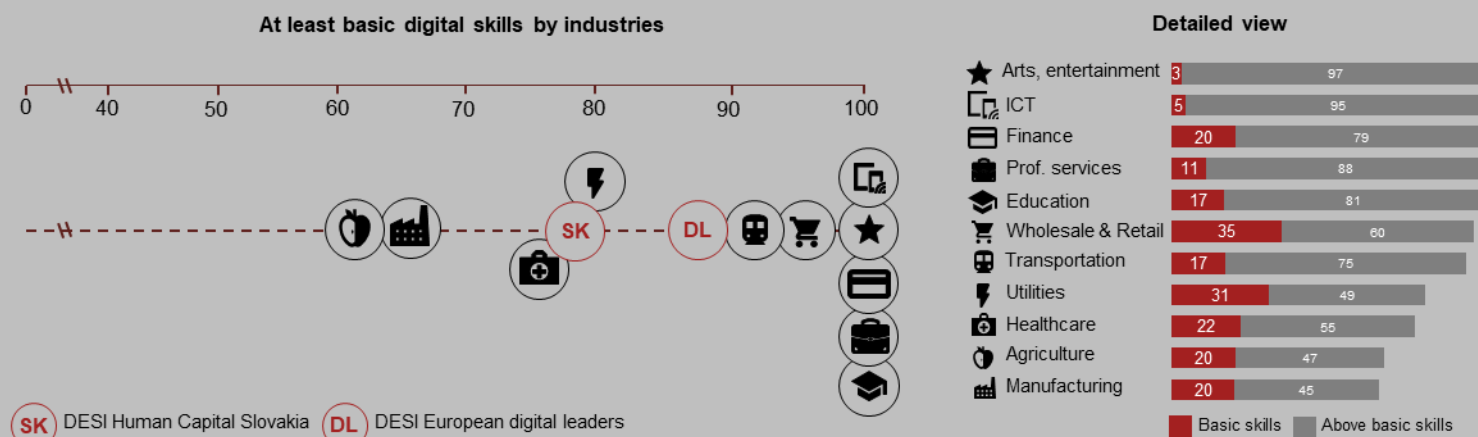 At least basic digital skills by industries
0 40 50 60 70 80 90 100
SK DL
SK DESI Human Capital Slovakia DL DESI European digital leaders
Detailed view
Arts, entertainment 3 97
ICT 5 95
Finance 20 79
Prof. services 11 88
Education 17 81
Wholesale & Retail 35 60
Transportation 17 75
Utilities 31 49
Healthcare 22 55
Agriculture 20 47
Manufacturing 20 45
Basic skills Above basic skills